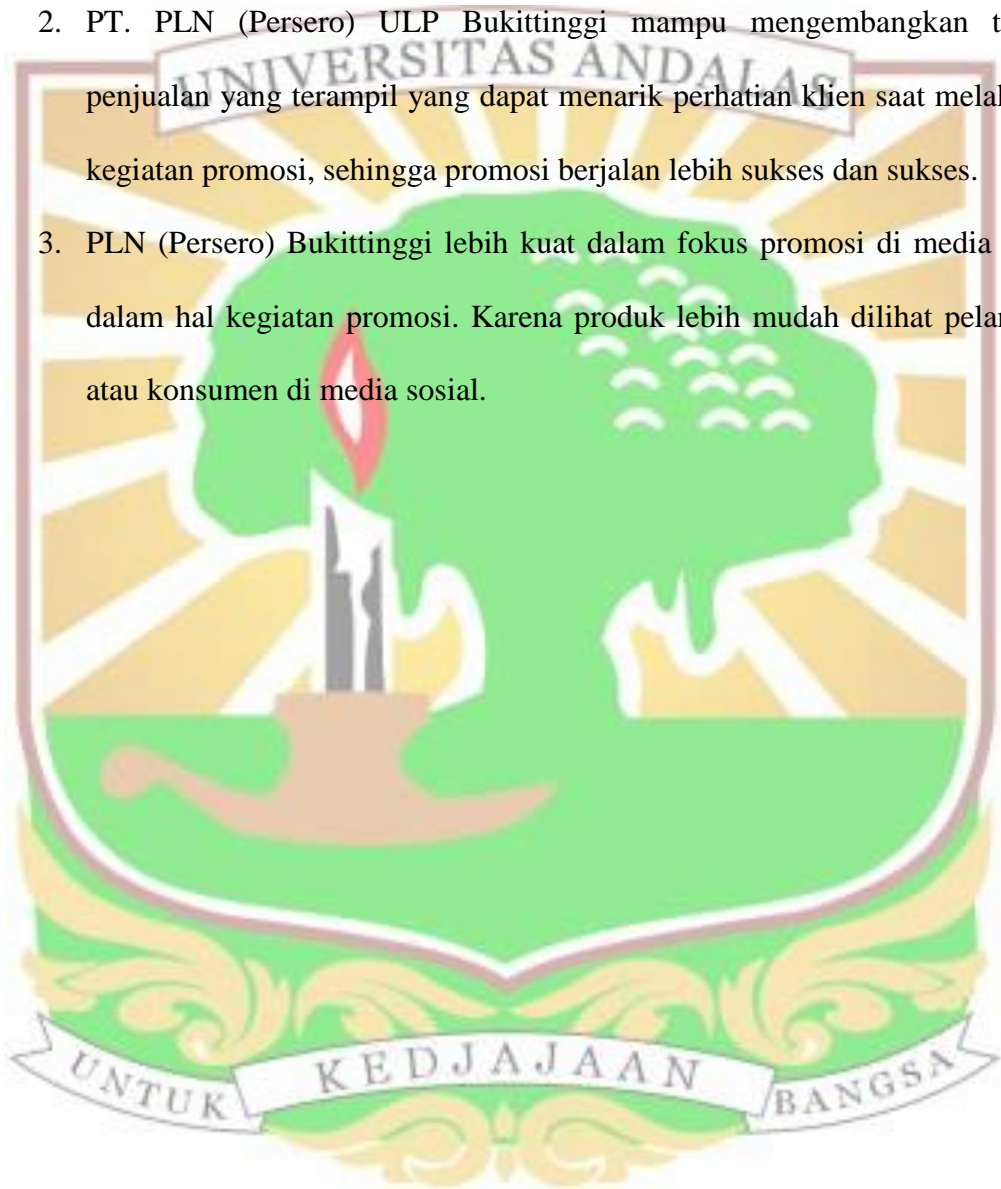 2. PT. PLN (Persero) ULP Bukittinggi mampu mengembangkan t
UNIVERSITAS ANDALAS
penjualan yang terampil yang dapat menarik perhatian klien saat melak
kegiatan promosi, sehingga promosi berjalan lebih sukses dan sukses.
3. PLN (Persero) Bukittinggi lebih kuat dalam fokus promosi di media
dalam hal kegiatan promosi. Karena produk lebih mudah dilihat pelan
atau konsumen di media sosial.
UNTUK KEDJAJAAN BANGSA